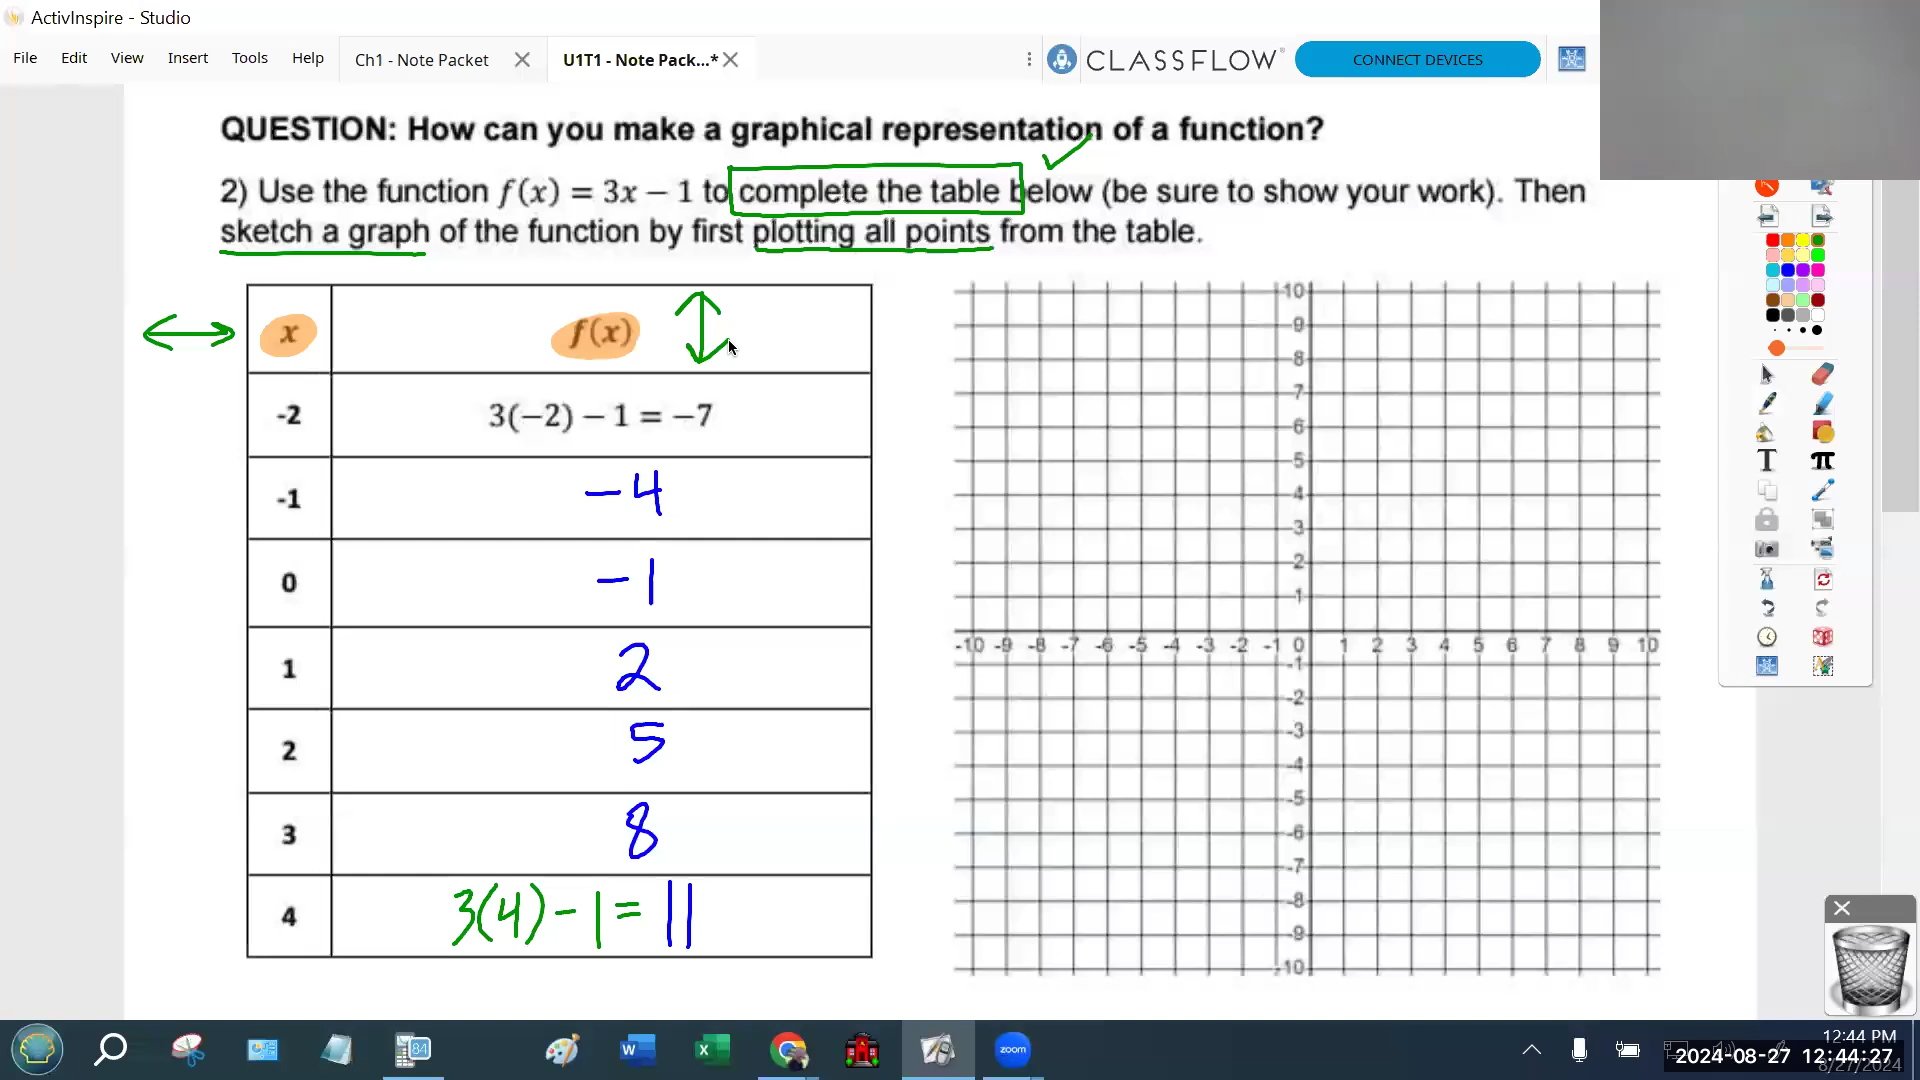 ActivInspire - Studio
File Edit View Insert Tools Help Ch1 - Note Packet U1T1 - Note Pack...* CLASSFLOW CONNECT DEVICES
QUESTION: How can you make a graphical representation of a function?
2) Use the function f(x) = 3x − 1 to complete the table below (be sure to show your work). Then
sketch a graph of the function by first plotting all points from the table.
x f(x)
-2 3(−2) − 1 = −7
-1 −4
0 −1
1 2
2 5
3 8
4 3(4) − 1 = 11
10
9
8
7
6
5
4
3
2
1
-10 -9 -8 -7 -6 -5 -4 -3 -2 -1 0 1 2 3 4 5 6 7 8 9 10
-1
-2
-3
-4
-5
-6
-7
-8
-9
-10
T π
84 W X zoom
12:44 PM
2024-08-27 12:44:27
8/27/2024